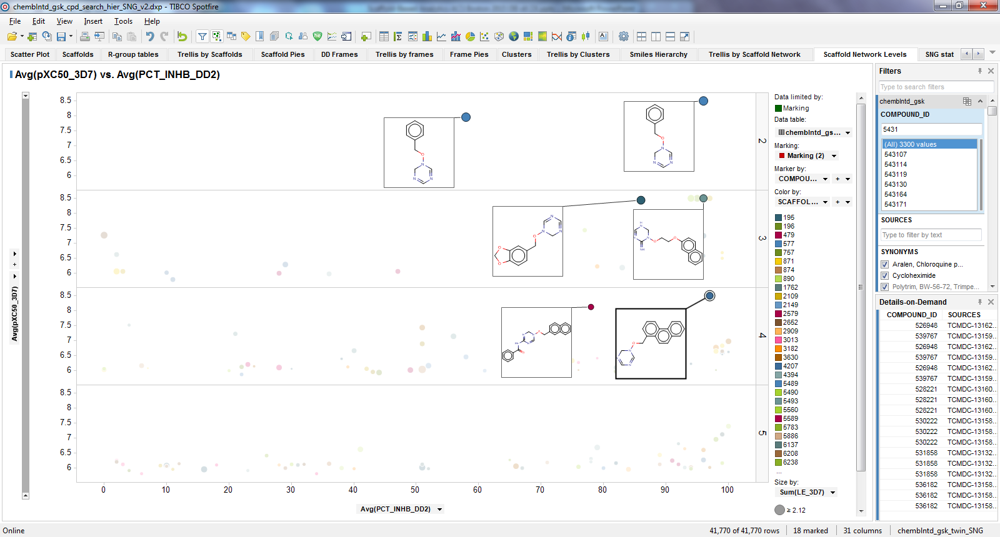 chemblntd_gsk_cpd_search_hier_SNG_v2.dxp - TIBCO Spotfire
File Edit View Insert Tools Help
Scatter Plot Scaffolds R-group tables Trellis by Scaffolds Scaffold Pies DD Frames Trellis by frames Frame Pies Clusters Trellis by Clusters Smiles Hierarchy Trellis by Scaffold Network Scaffold Network Levels SNG stat
Avg(pXC50_3D7) vs. Avg(PCT_INHB_DD2)
Avg(pXC50_3D7)
8.5
8
7.5
7
6.5
6
2
8.5
8
7.5
7
6.5
6
3
8.5
8
7.5
7
6.5
6
4
8.5
8
7.5
7
6.5
6
5
0 10 20 30 40 50 60 70 80 90 100
Avg(PCT_INHB_DD2)
Data limited by:
Marking
Data table:
chemblntd_gs...
Marking:
Marking (2)
Marker by:
COMPOU... +
Color by:
SCAFFOL... +
195
196
479
577
757
871
874
890
1762
2109
2149
2579
2652
2909
3013
3182
3630
4207
4394
5489
5490
5493
5560
5589
5783
5886
6137
6208
6238
...
Size by:
Sum(LE_3D7)
≥ 2.12
Filters
Type to search filters
chemblntd_gsk
COMPOUND_ID
5431
(All) 3300 values
543107
543114
543119
543130
543164
543171
SOURCES
Type to filter by text
SYNONYMS
Aralen, Chloroquine p...
Cycloheximide
Polytrim, BW-56-72, Trimpe...
Details-on-Demand
COMPOUND_ID SOURCES
526948 TCMDC-13162...
539767 TCMDC-13159...
526948 TCMDC-13162...
539767 TCMDC-13159...
526948 TCMDC-13162...
539767 TCMDC-13159...
528221 TCMDC-13160...
528221 TCMDC-13160...
528221 TCMDC-13160...
530222 TCMDC-13158...
530222 TCMDC-13158...
530222 TCMDC-13158...
531858 TCMDC-13132...
531858 TCMDC-13132...
531858 TCMDC-13132...
536182 TCMDC-13158...
536182 TCMDC-13158...
536182 TCMDC-13158...
Online 41,770 of 41,770 rows 18 marked 31 columns chemblntd_gsk_twin_SNG